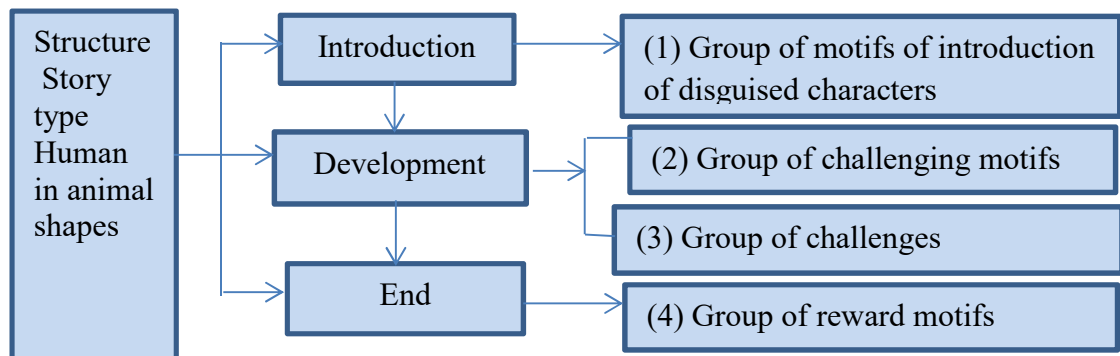 Structure
Story
type
Human
in animal
shapes
Introduction
(1) Group of motifs of introduction
of disguised characters
Development
(2) Group of challenging motifs
(3) Group of challenges
End
(4) Group of reward motifs